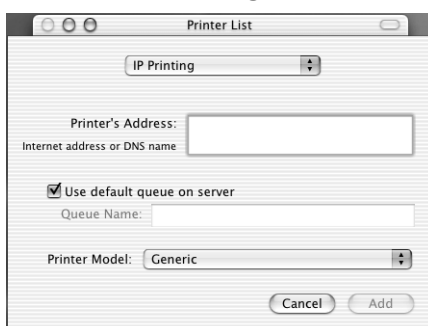 Printer List
IP Printing
Printer's Address:
Internet address or DNS name
Use default queue on server
Queue Name:
Printer Model: Generic
Cancel Add